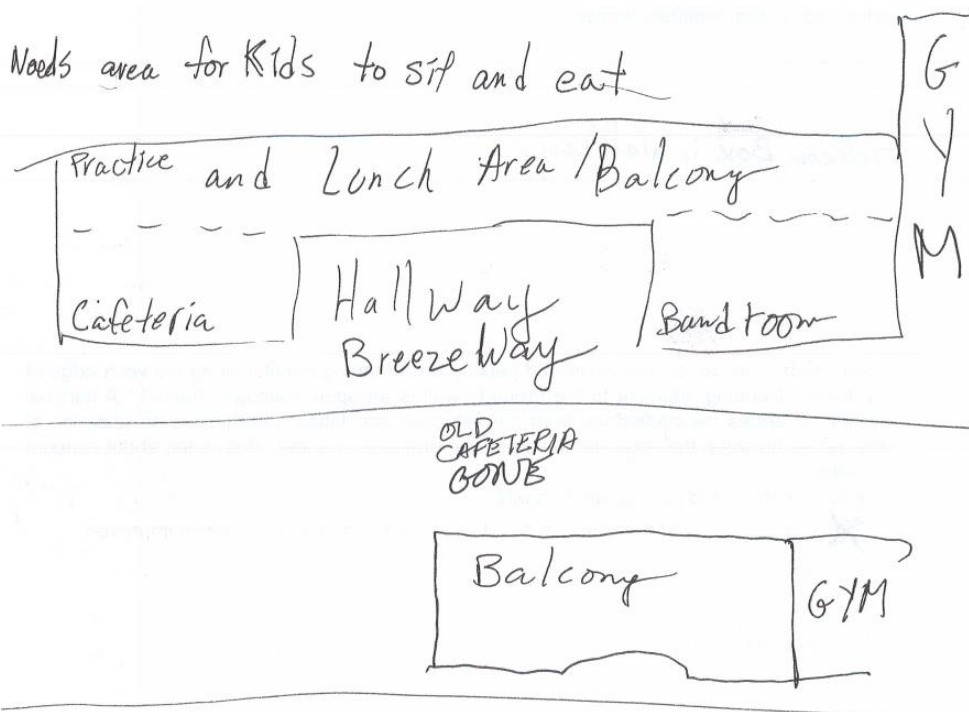 Needs area for Kids to sit and eat
GYM
Practice and Lunch Area / Balcony
Cafeteria
Hallway
Breezeway
Band room
OLD
CAFETERIA
GONE
Balcony
GYM